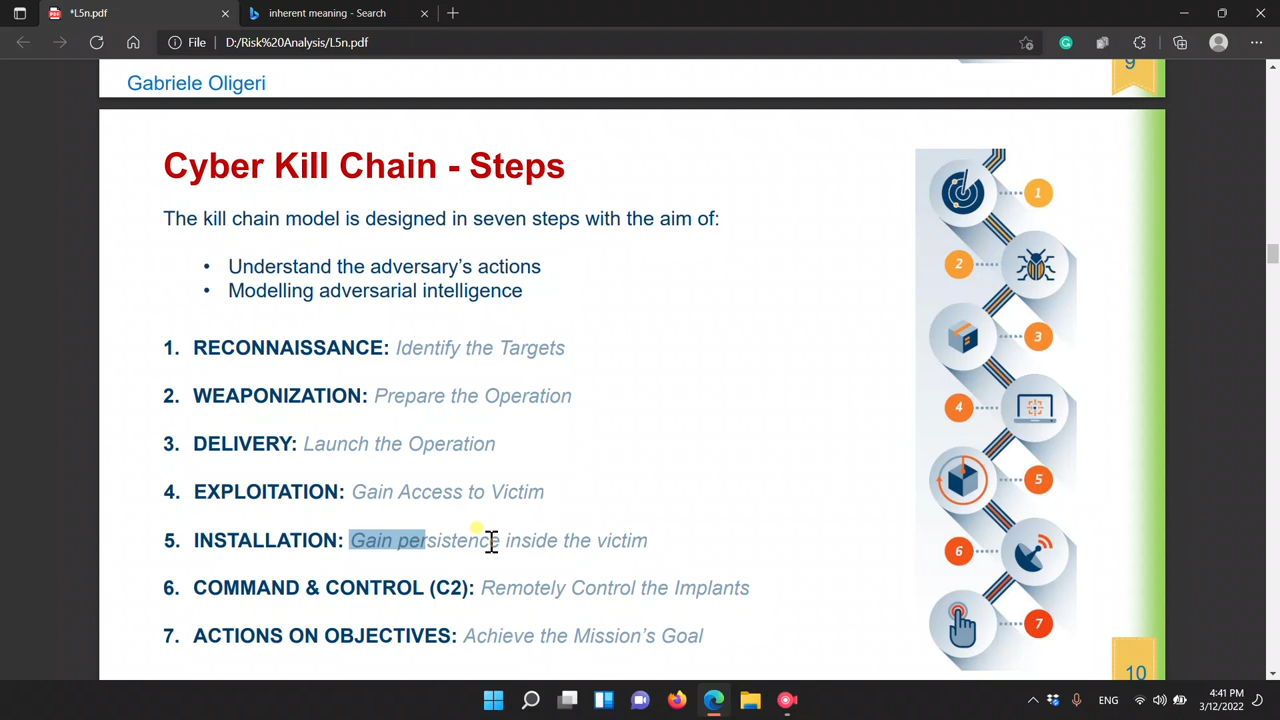 *L5n.pdf
inherent meaning - Search
File
D:/Risk%20Analysis/L5n.pdf
9
Gabriele Oligeri
Cyber Kill Chain - Steps
The kill chain model is designed in seven steps with the aim of:
• Understand the adversary's actions
• Modelling adversarial intelligence
1. RECONNAISSANCE: Identify the Targets
2. WEAPONIZATION: Prepare the Operation
3. DELIVERY: Launch the Operation
4. EXPLOITATION: Gain Access to Victim
5. INSTALLATION: Gain persistence inside the victim
6. COMMAND & CONTROL (C2): Remotely Control the Implants
7. ACTIONS ON OBJECTIVES: Achieve the Mission's Goal
1
2
3
4
5
6
7
10
ENG
4:41 PM
3/12/2022